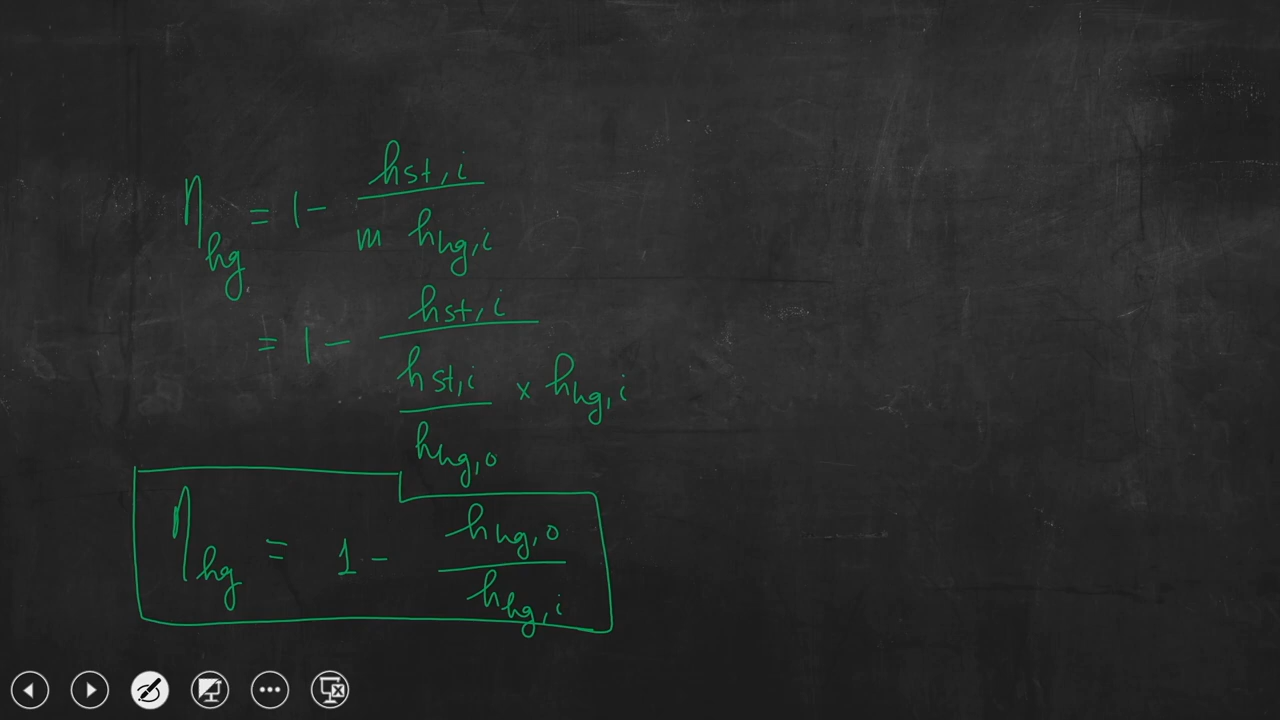 η_hg = 1 - h_st,i / (m h_hg,i)
= 1 - h_st,i / ((h_st,i / h_hg,o) × h_hg,i)
η_hg = 1 - h_hg,o / h_hg,i